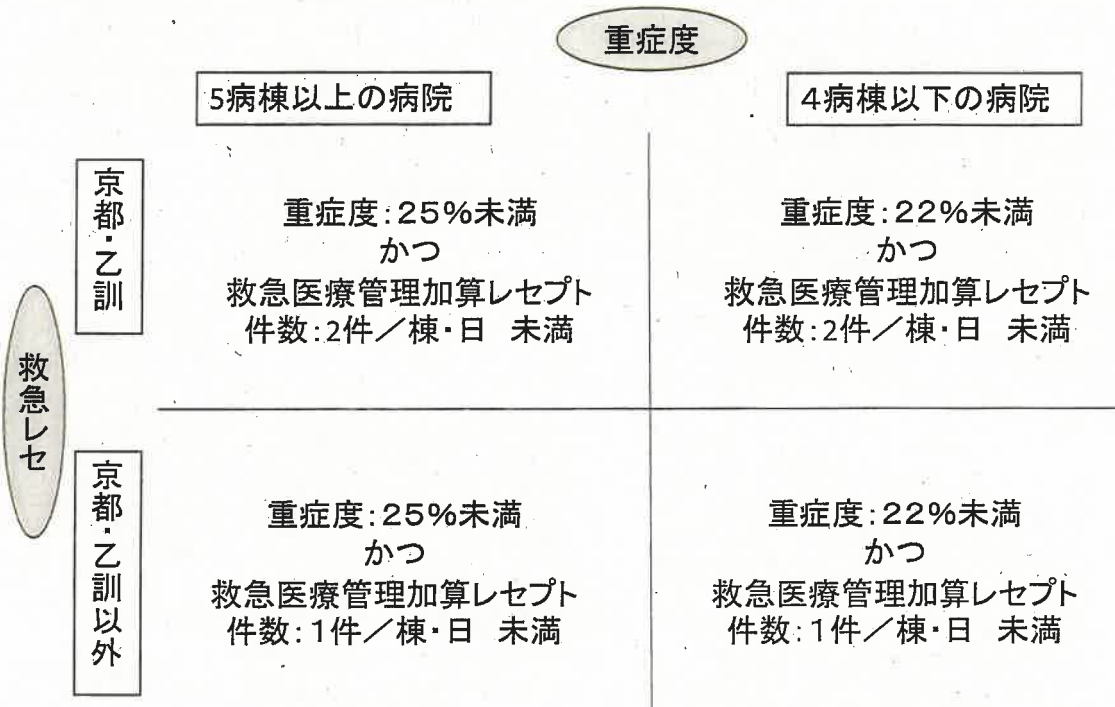 重症度
5病棟以上の病院
4病棟以下の病院
救急レセ
京都・乙訓
重症度:25%未満
かつ
救急医療管理加算レセプト
件数:2件/棟・日 未満
重症度:22%未満
かつ
救急医療管理加算レセプト
件数:2件/棟・日 未満
京都・乙訓以外
重症度:25%未満
かつ
救急医療管理加算レセプト
件数:1件/棟・日 未満
重症度:22%未満
かつ
救急医療管理加算レセプト
件数:1件/棟・日 未満